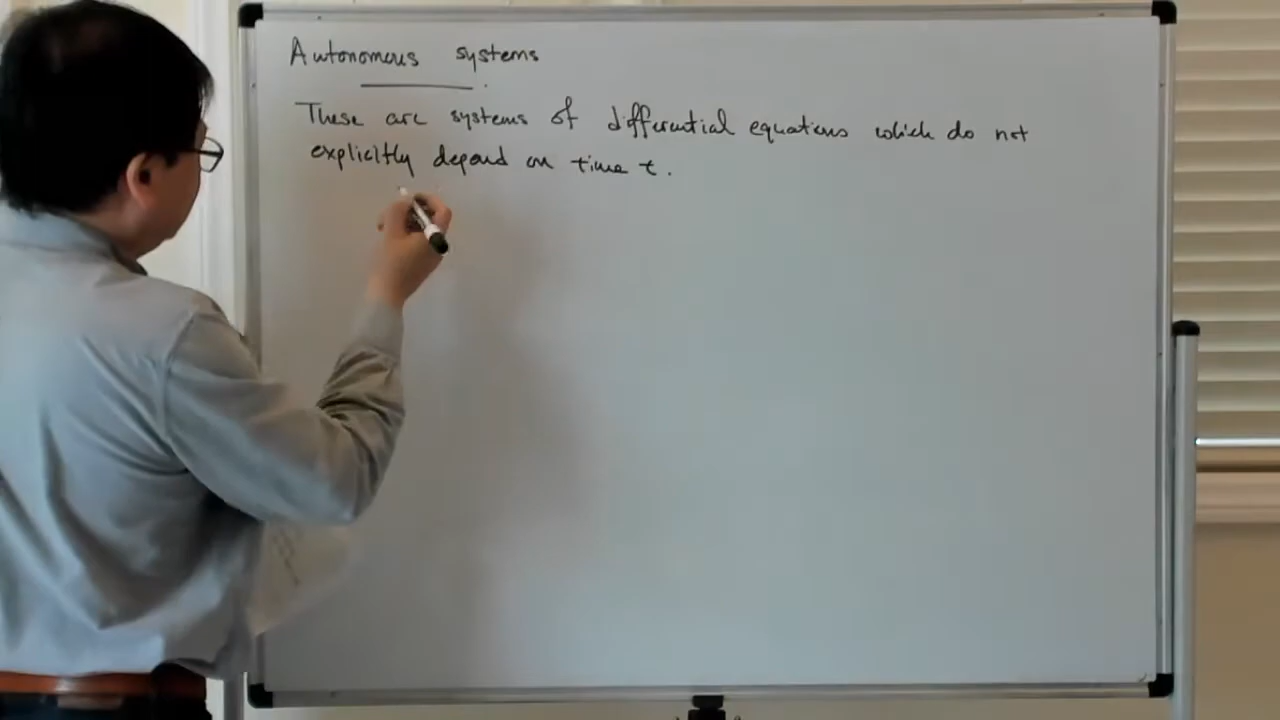 Autonomous systems
These are systems of differential equations which do not
explicitly depend on time t.